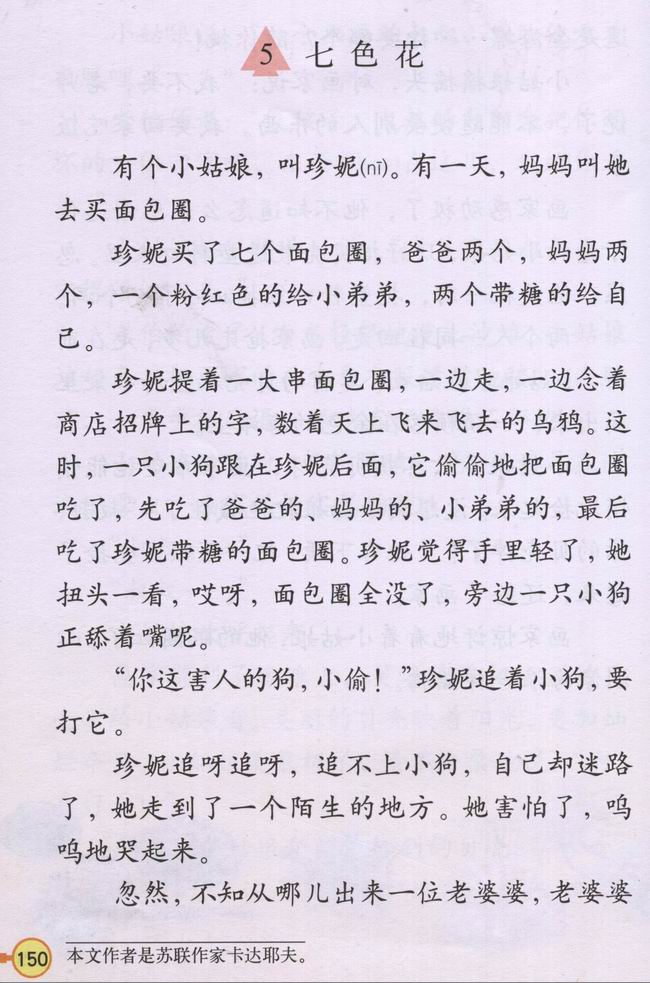 5 七色花
有个小姑娘，叫珍妮(nī)。有一天，妈妈叫她
去买面包圈。
珍妮买了七个面包圈，爸爸两个，妈妈两
个，一个粉红色的给小弟弟，两个带糖的给自
己。
珍妮提着一大串面包圈，一边走，一边念着
商店招牌上的字，数着天上飞来飞去的乌鸦。这
时，一只小狗跟在珍妮后面，它偷偷地把面包圈
吃了，先吃了爸爸的、妈妈的、小弟弟的，最后
吃了珍妮带糖的面包圈。珍妮觉得手里轻了，她
扭头一看，哎呀，面包圈全没了，旁边一只小狗
正舔着嘴呢。
“你这害人的狗，小偷！”珍妮追着小狗，要
打它。
珍妮追呀追呀，追不上小狗，自己却迷路
了，她走到了一个陌生的地方。她害怕了，呜
呜地哭起来。
忽然，不知从哪儿出来一位老婆婆，老婆婆
本文作者是苏联作家卡达耶夫。
150